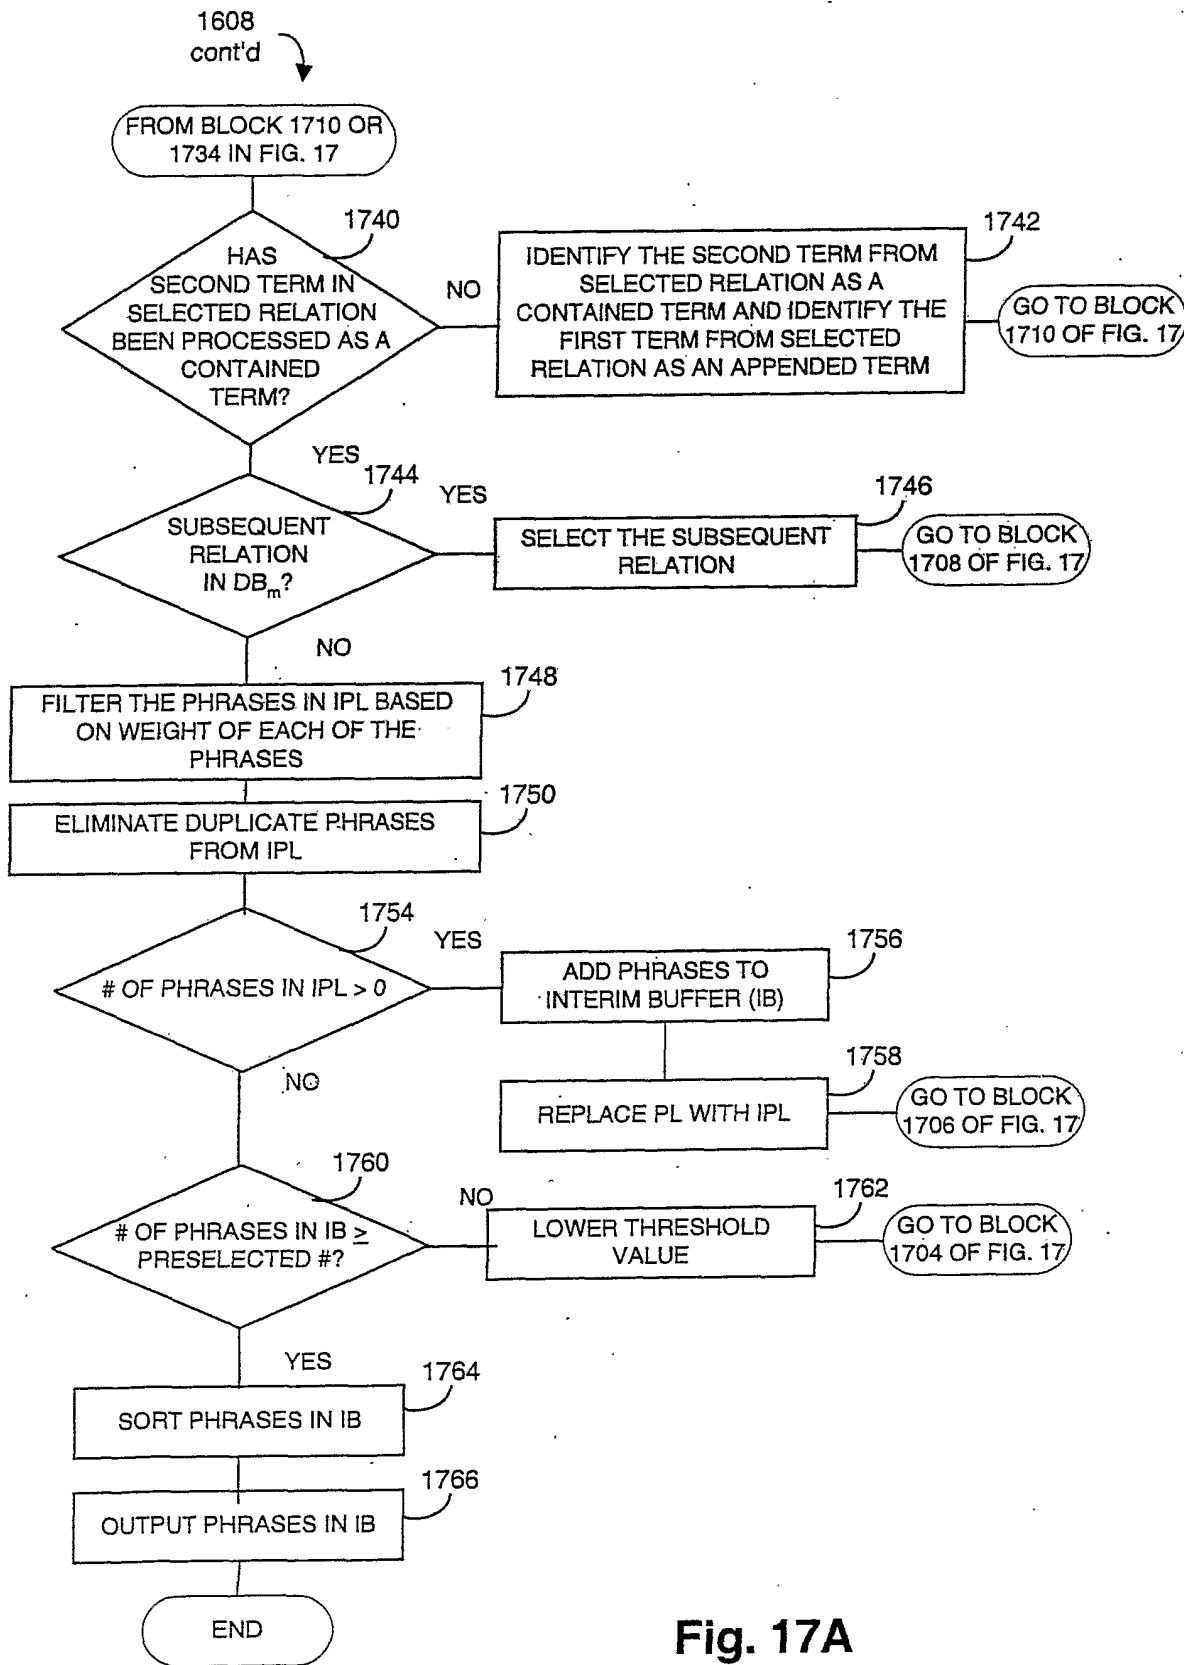 1608
cont'd
FROM BLOCK 1710 OR
1734 IN FIG. 17
1740
HAS
SECOND TERM IN
SELECTED RELATION
BEEN PROCESSED AS A
CONTAINED
TERM?
NO
1742
IDENTIFY THE SECOND TERM FROM
SELECTED RELATION AS A
CONTAINED TERM AND IDENTIFY THE
FIRST TERM FROM SELECTED
RELATION AS AN APPENDED TERM
GO TO BLOCK
1710 OF FIG. 17
YES
1744
SUBSEQUENT
RELATION
IN DBm?
YES
1746
SELECT THE SUBSEQUENT
RELATION
GO TO BLOCK
1708 OF FIG. 17
NO
1748
FILTER THE PHRASES IN IPL BASED
ON WEIGHT OF EACH OF THE
PHRASES
1750
ELIMINATE DUPLICATE PHRASES
FROM IPL
1754
# OF PHRASES IN IPL > 0
YES
1756
ADD PHRASES TO
INTERIM BUFFER (IB)
1758
REPLACE PL WITH IPL
GO TO BLOCK
1706 OF FIG. 17
NO
1760
# OF PHRASES IN IB ≥
PRESELECTED #?
NO
1762
LOWER THRESHOLD
VALUE
GO TO BLOCK
1704 OF FIG. 17
YES
1764
SORT PHRASES IN IB
1766
OUTPUT PHRASES IN IB
END
Fig. 17A